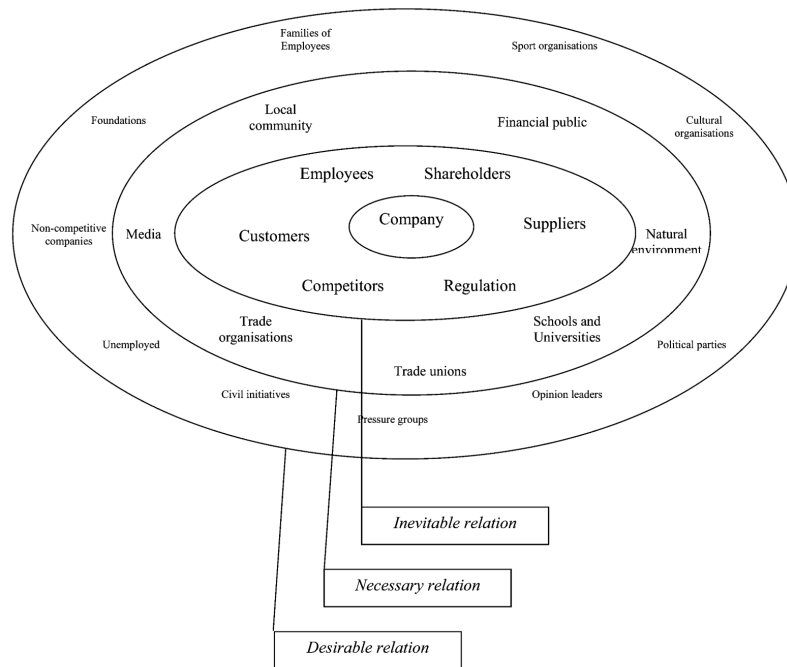 Families of
Employees
Sport organisations
Local
community
Foundations
Financial public
Cultural
organisations
Employees
Shareholders
Company
Non-competitive
companies
Media
Customers
Suppliers
Natural
environment
Competitors
Regulation
Trade
organisations
Schools and
Universities
Unemployed
Political parties
Trade unions
Civil initiatives
Opinion leaders
Pressure groups
Inevitable relation
Necessary relation
Desirable relation